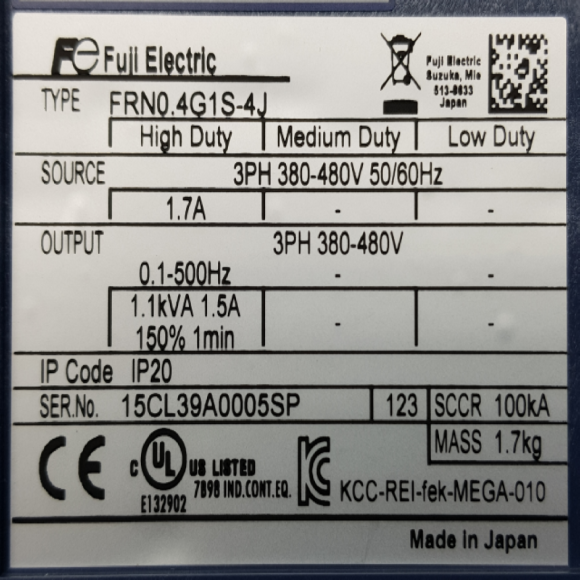 Fe Fuji Electric
Fuji Electric
Suzuka, Mie
513-8633
Japan
TYPE FRN0.4G1S-4J
High Duty Medium Duty Low Duty
SOURCE 3PH 380-480V 50/60Hz
1.7A - -
OUTPUT 3PH 380-480V
0.1-500Hz - -
1.1kVA 1.5A - -
150% 1min
IP Code IP20
SER.No. 15CL39A0005SP 123 SCCR 100kA
MASS 1.7kg
CE C UL US LISTED
7898 IND.CONT.EQ.
E132902
KCC-REI-fek-MEGA-010
Made in Japan